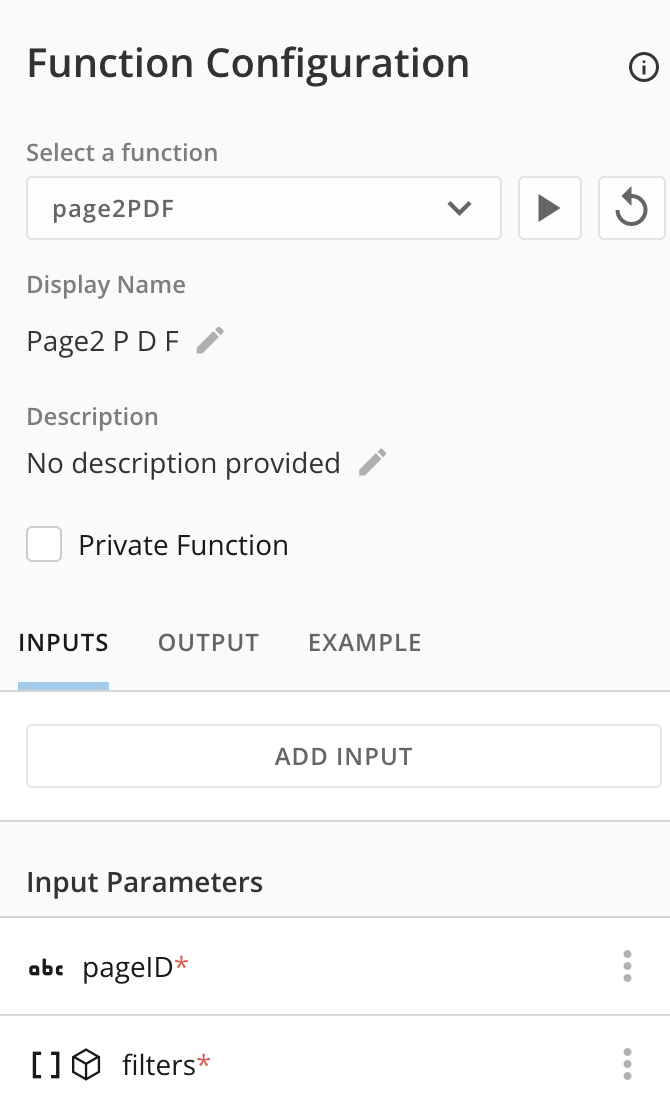 Function Configuration
Select a function
page2PDF
Display Name
Page2 P D F
Description
No description provided
Private Function
INPUTS OUTPUT EXAMPLE
ADD INPUT
Input Parameters
abc pageID*
[] filters*